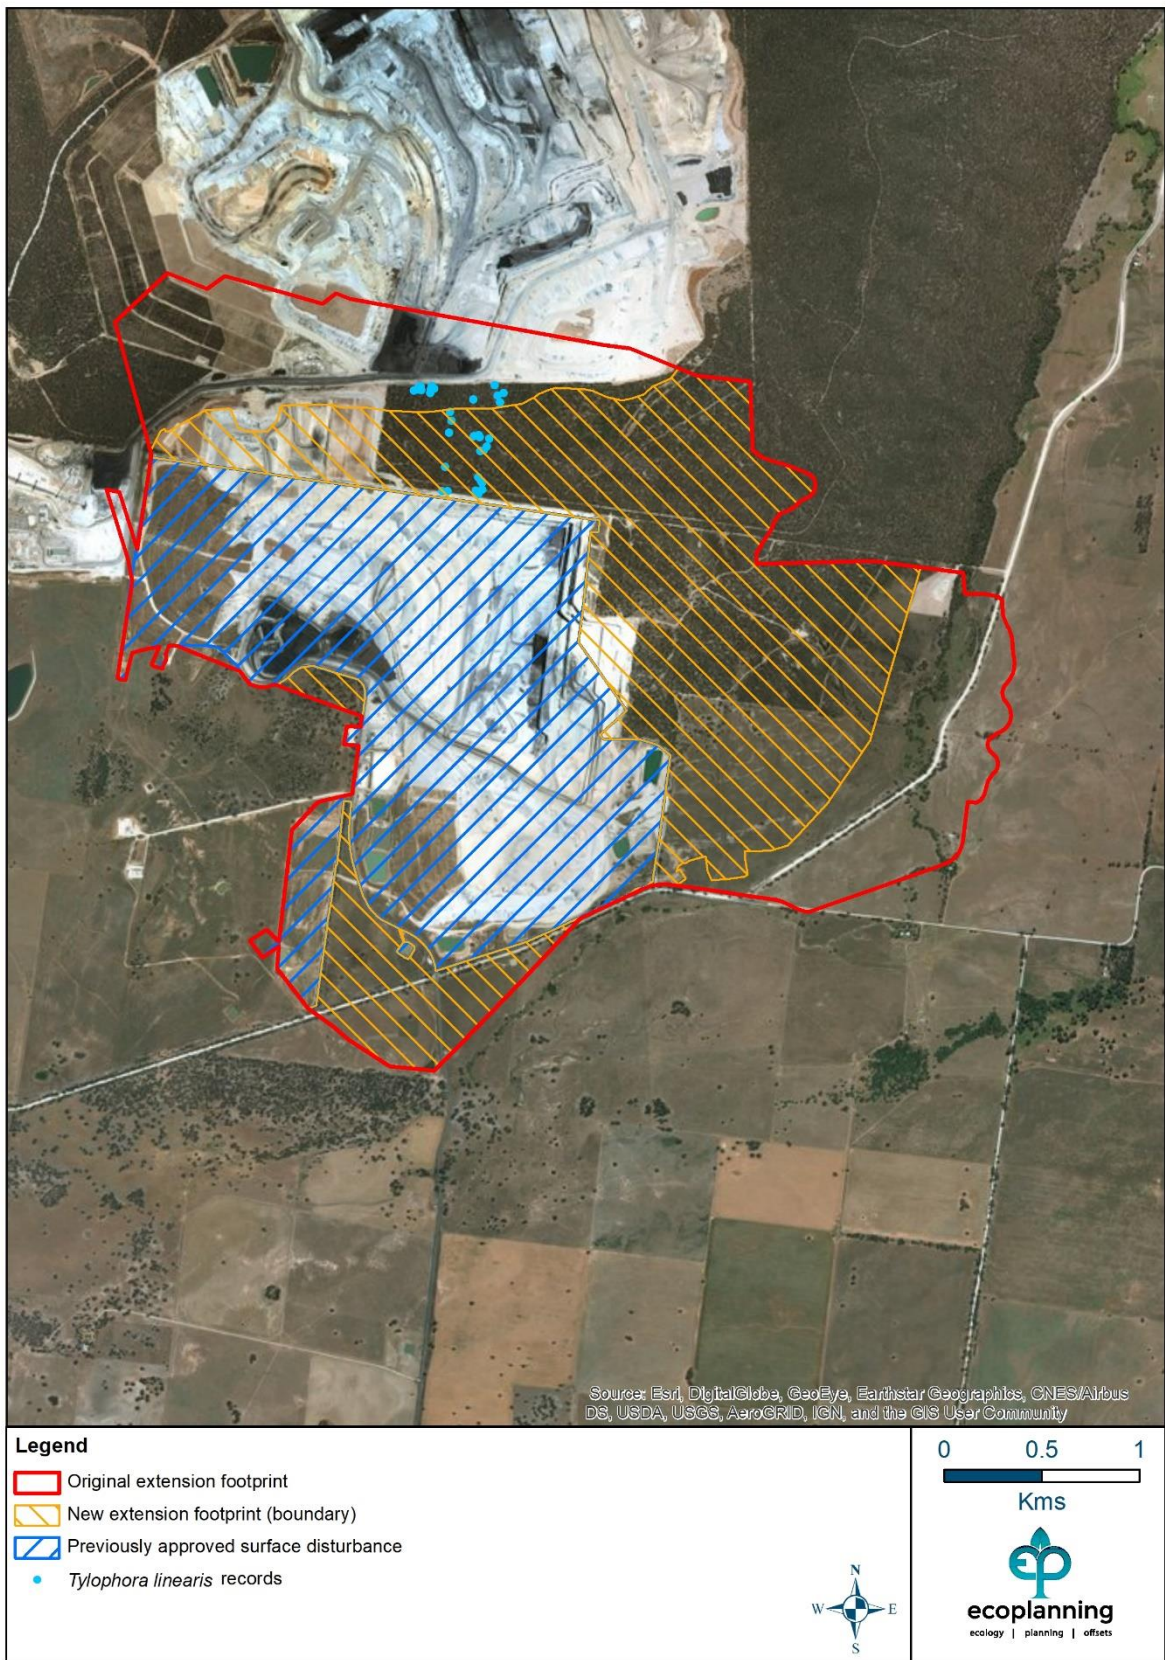 Source: Esri, DigitalGlobe, GeoEye, Earthstar Geographics, CNES/Airbus
DS, USDA, USGS, AeroGRID, IGN, and the GIS User Community
Legend
Original extension footprint
New extension footprint (boundary)
Previously approved surface disturbance
Tylophora linearis records
N
W E
S
0 0.5 1
Kms
ep
ecoplanning
ecology | planning | offsets